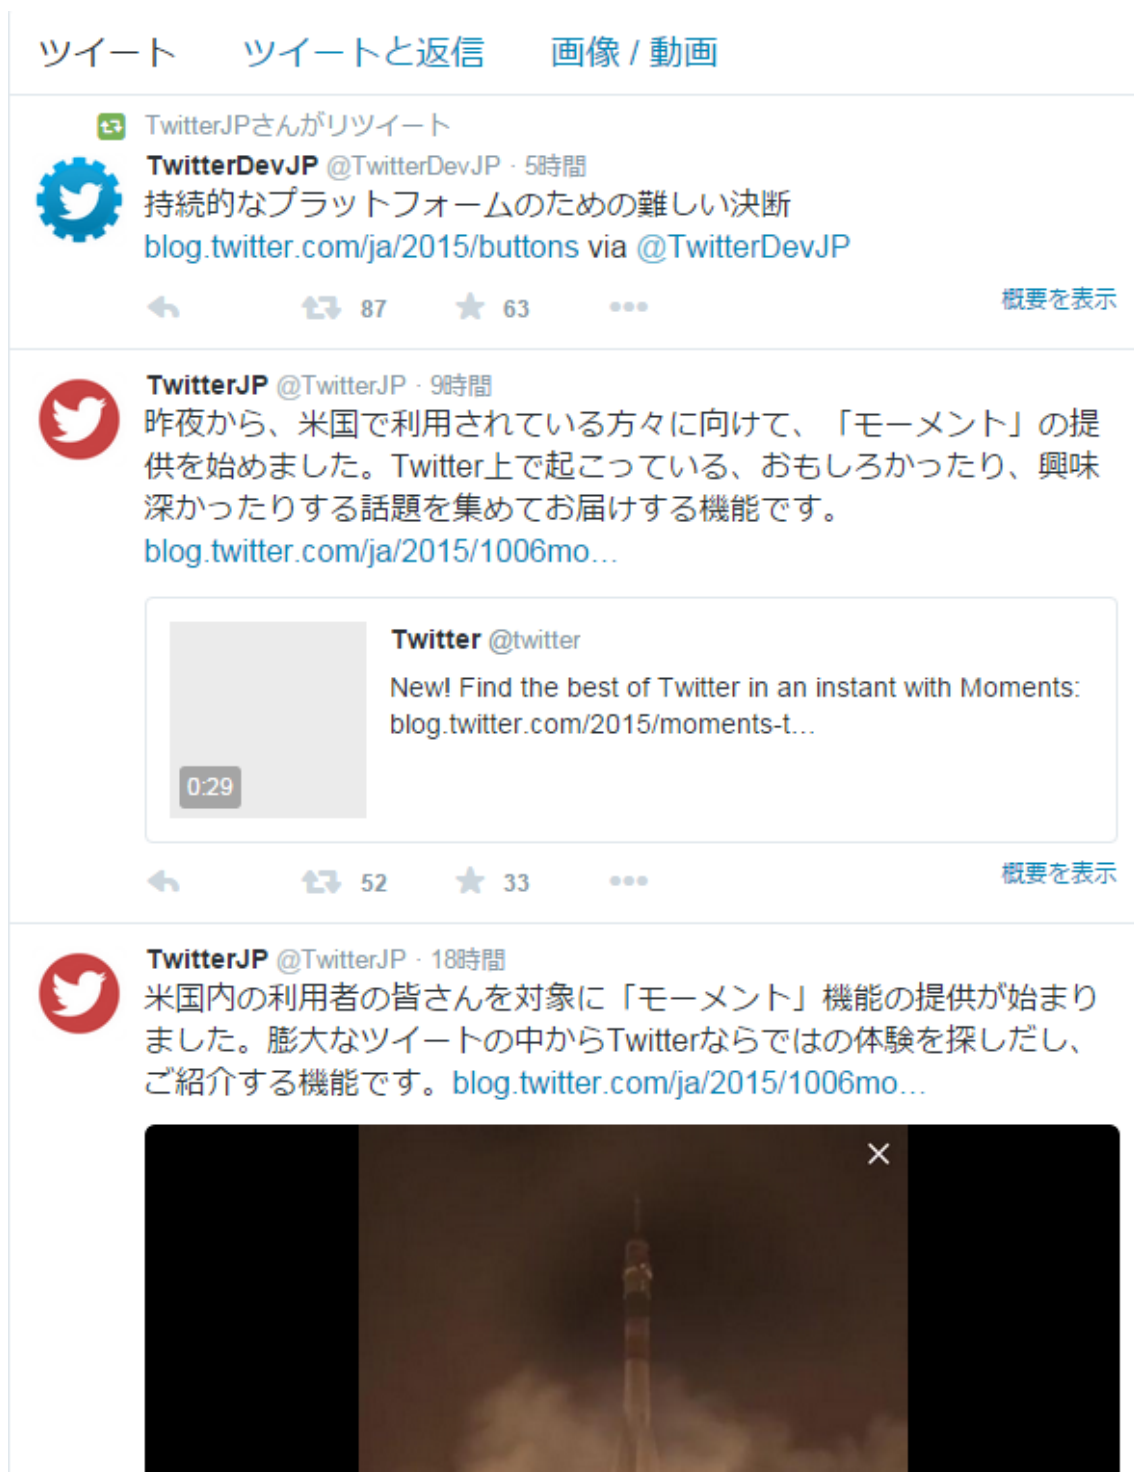 ツイート ツイートと返信 画像 / 動画
TwitterJPさんがリツイート
TwitterDevJP @TwitterDevJP · 5時間
持続的なプラットフォームのための難しい決断
blog.twitter.com/ja/2015/buttons via @TwitterDevJP
87 63 概要を表示
TwitterJP @TwitterJP · 9時間
昨夜から、米国で利用されている方々に向けて、「モーメント」の提
供を始めました。Twitter上で起こっている、おもしろかったり、興味
深かったりする話題を集めてお届けする機能です。
blog.twitter.com/ja/2015/1006mo…
Twitter @twitter
New! Find the best of Twitter in an instant with Moments:
blog.twitter.com/2015/moments-t…
0:29
52 33 概要を表示
TwitterJP @TwitterJP · 18時間
米国内の利用者の皆さんを対象に「モーメント」機能の提供が始まり
ました。膨大なツイートの中からTwitterならではの体験を探しだし、
ご紹介する機能です。blog.twitter.com/ja/2015/1006mo…